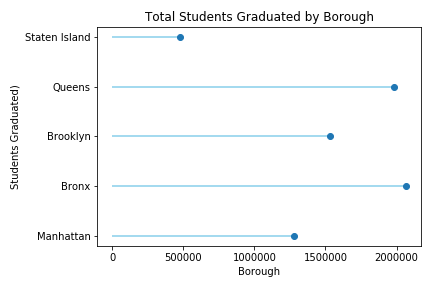 Total Students Graduated by Borough
Students Graduated)
Staten Island
Queens
Brooklyn
Bronx
Manhattan
0 500000 1000000 1500000 2000000
Borough